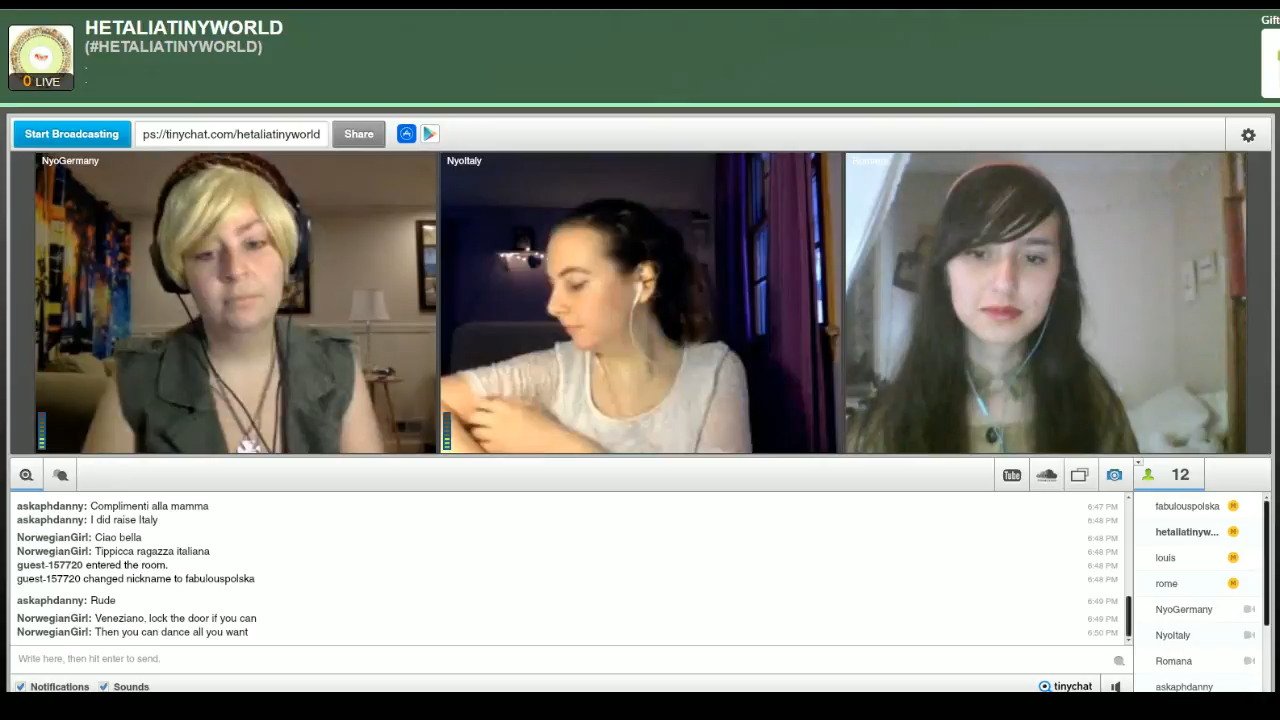 HETALIATINYWORLD
(#HETALIATINYWORLD)
Gift
0 LIVE
Start Broadcasting
ps://tinychat.com/hetaliatinyworld
Share
NyoGermany
NyoItaly
Romana
You Tube
12
askaphdanny: Complimenti alla mamma 6:47 PM
askaphdanny: I did raise Italy 6:48 PM
NorwegianGirl: Ciao bella 6:48 PM
NorwegianGirl: Tippicca ragazza italiana 6:48 PM
guest-157720 entered the room. 6:48 PM
guest-157720 changed nickname to fabulouspolska 6:48 PM
askaphdanny: Rude 6:49 PM
NorwegianGirl: Veneziano, lock the door if you can 6:49 PM
NorwegianGirl: Then you can dance all you want 6:50 PM
Write here, then hit enter to send.
Notifications
Sounds
tinychat
fabulouspolska
hetaliatinyw...
louis
rome
NyoGermany
NyoItaly
Romana
askaphdanny